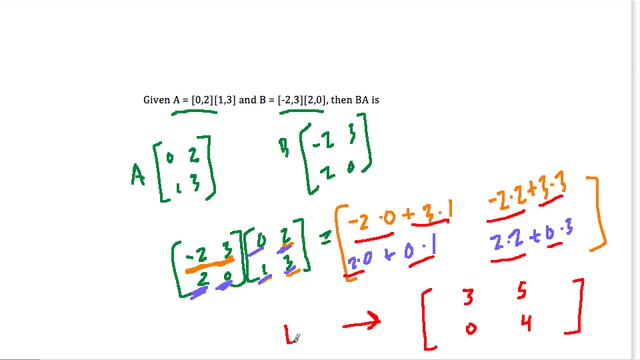 Given A = [0,2][1,3] and B = [-2,3][2,0], then BA is
A [0 2
1 3]
B [-2 3
2 0]
[-2 3
2 0] [0 2
1 3] = [-2·0 + 3·1 -2·2+3·3
2·0 + 0·1 2·2+0·3]
→ [3 5
0 4]